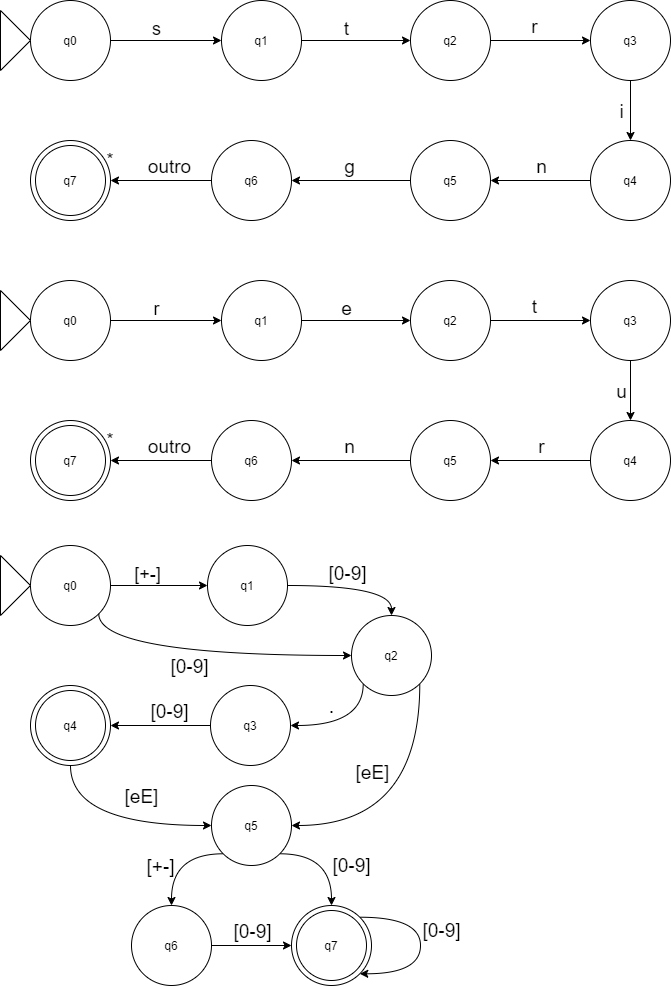 q0 s q1 t q2 r q3
i
q7 * outro q6 g q5 n q4
q0 r q1 e q2 t q3
u
q7 * outro q6 n q5 r q4
q0 [+-] q1 [0-9]
[0-9] q2
q4 [0-9] q3 .
[eE] q5 [eE]
[+-] [0-9]
q6 [0-9] q7 [0-9]